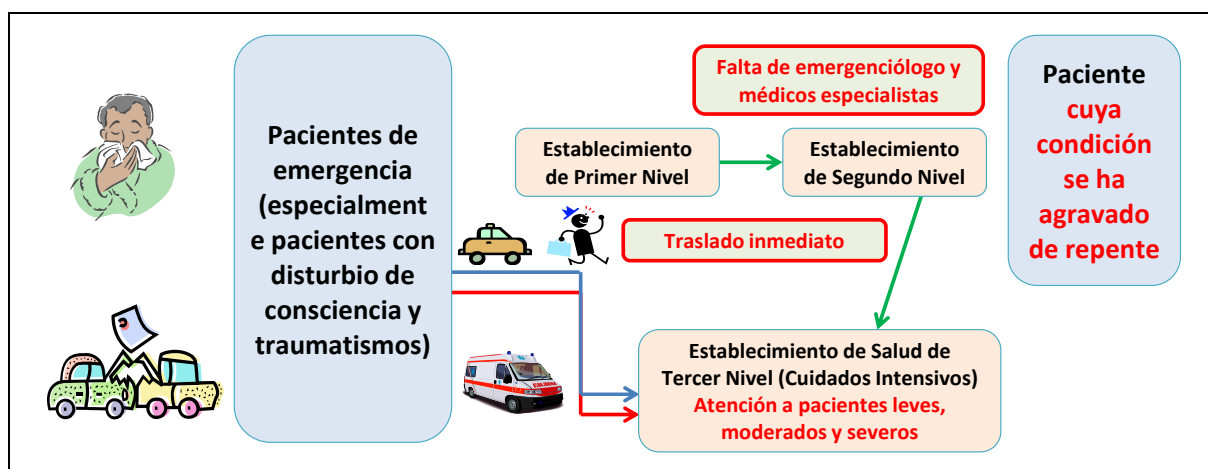 Pacientes de
emergencia
(especialment
e pacientes con
disturbio de
consciencia y
traumatismos)
Falta de emergenciólogo y
médicos especialistas
Establecimiento
de Primer Nivel
Establecimiento
de Segundo Nivel
Traslado inmediato
Establecimiento de Salud de
Tercer Nivel (Cuidados Intensivos)
Atención a pacientes leves,
moderados y severos
Paciente
cuya
condición
se ha
agravado
de repente